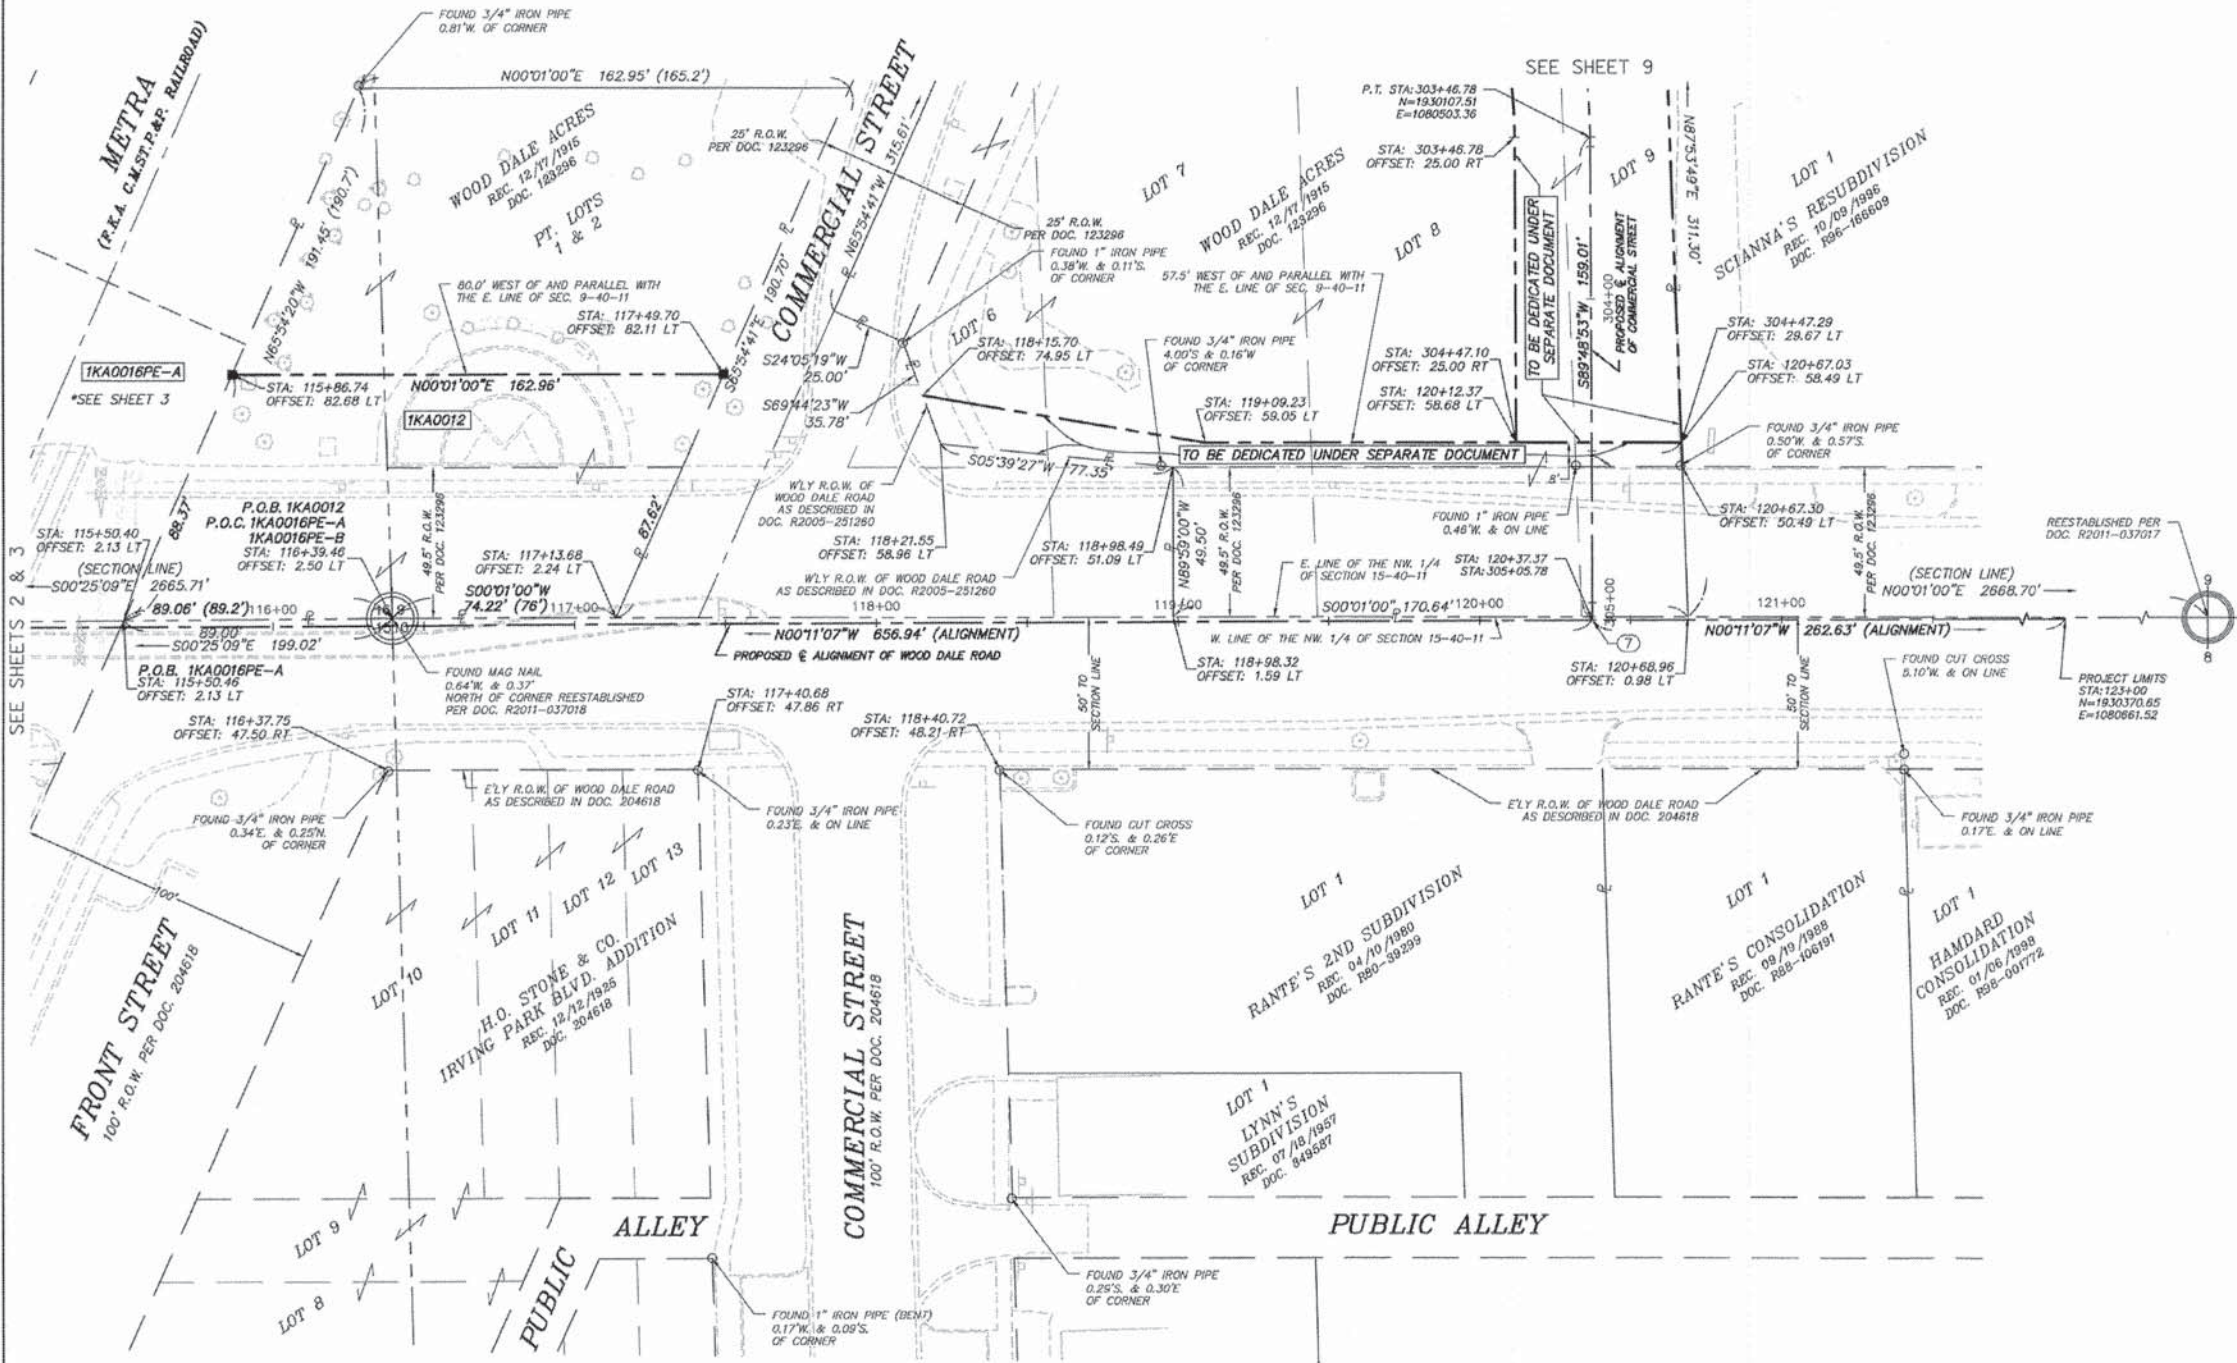 FOUND 3/4" IRON PIPE
0.81'W. OF CORNER
METRA
(F.K.A. C.M.ST.P.&P. RAILROAD)
N00°01'00"E 162.95' (165.2')
WOOD DALE ACRES
REC. 12/17/1915
DOC. 123296
PT. LOTS
1 & 2
25' R.O.W.
PER DOC. 123296
COMMERCIAL STREET
N65°54'41"W 315.61'
25' R.O.W.
PER DOC. 123296
FOUND 1" IRON PIPE
0.38'W. & 0.11'S.
OF CORNER
LOT 7
WOOD DALE ACRES
REC. 12/17/1915
DOC. 123296
LOT 8
57.5' WEST OF AND PARALLEL WITH
THE E. LINE OF SEC. 9-40-11
SEE SHEET 9
P.T. STA: 303+46.78
N=1930107.51
E=1080503.36
STA: 303+46.78
OFFSET: 25.00 RT
TO BE DEDICATED UNDER
SEPARATE DOCUMENT
S89°48'53"W 159.01'
304+00
PROPOSED ℄ ALIGNMENT
OF COMMERCIAL STREET
LOT 9
N87°53'49"E 311.30'
LOT 1
SCIANNA'S RESUBDIVISION
REC. 10/09/1996
DOC. R96-166609
N65°54'20"W 191.45' (190.7')
80.0' WEST OF AND PARALLEL WITH
THE E. LINE OF SEC. 9-40-11
STA: 117+49.70
OFFSET: 82.11 LT
S65°54'41"E 190.70'
1KA0016PE-A
*SEE SHEET 3
STA: 115+86.74
OFFSET: 82.68 LT
N00°01'00"E 162.96'
1KA0012
S24°05'19"W
25.00'
S69°44'23"W
35.78'
LOT 6
STA: 118+15.70
OFFSET: 74.95 LT
FOUND 3/4" IRON PIPE
4.00'S & 0.16'W
OF CORNER
STA: 119+09.23
OFFSET: 59.05 LT
STA: 304+47.10
OFFSET: 25.00 RT
STA: 120+12.37
OFFSET: 58.68 LT
STA: 304+47.29
OFFSET: 29.67 LT
STA: 120+67.03
OFFSET: 58.49 LT
FOUND 3/4" IRON PIPE
0.50'W. & 0.57'S.
OF CORNER
S05°39'27"W 77.35'
TO BE DEDICATED UNDER SEPARATE DOCUMENT
8'
W'LY R.O.W. OF
WOOD DALE ROAD
AS DESCRIBED IN
DOC. R2005-251260
STA: 118+21.55
OFFSET: 58.96 LT
STA: 118+98.49
OFFSET: 51.09 LT
W'LY R.O.W. OF WOOD DALE ROAD
AS DESCRIBED IN DOC. R2005-251260
N89°59'00"W
49.50'
49.5' R.O.W.
PER DOC. 123296
FOUND 1" IRON PIPE
0.46'W. & ON LINE
STA: 120+67.30
OFFSET: 50.49 LT
49.5' R.O.W.
PER DOC. 123296
REESTABLISHED PER
DOC. R2011-037017
SEE SHEETS 2 & 3
88.37'
P.O.B. 1KA0012
P.O.C. 1KA0016PE-A
1KA0016PE-B
STA: 116+39.46
OFFSET: 2.50 LT
STA: 115+50.40
OFFSET: 2.13 LT
(SECTION LINE)
S00°25'09"E 2665.71'
49.5' R.O.W.
PER DOC. 123296
STA: 117+13.68
OFFSET: 2.24 LT
87.62'
S00°01'00"W
74.22' (76')
E. LINE OF THE NW. 1/4
OF SECTION 15-40-11
STA: 120+37.37
STA: 305+05.78
305+00
(SECTION LINE)
N00°01'00"E 2668.70'
9
8
89.06' (89.2')
116+00
117+00
118+00
119+00
S00°01'00" 170.64'
120+00
121+00
16 9
89.00'
S00°25'09"E 199.02'
N00°11'07"W 656.94' (ALIGNMENT)
PROPOSED ℄ ALIGNMENT OF WOOD DALE ROAD
W. LINE OF THE NW. 1/4 OF SECTION 15-40-11
7
N00°11'07"W 262.63' (ALIGNMENT)
P.O.B. 1KA0016PE-A
STA: 115+50.46
OFFSET: 2.13 LT
FOUND MAG NAIL
0.64'W. & 0.37'
NORTH OF CORNER REESTABLISHED
PER DOC. R2011-037018
STA: 118+98.32
OFFSET: 1.59 LT
STA: 120+68.96
OFFSET: 0.98 LT
FOUND CUT CROSS
5.10'W. & ON LINE
PROJECT LIMITS
STA:123+00
N=1930370.65
E=1080661.52
STA: 116+37.75
OFFSET: 47.50 RT
STA: 117+40.68
OFFSET: 47.86 RT
STA: 118+40.72
OFFSET: 48.21 RT
50' TO
SECTION LINE
50' TO
SECTION LINE
E'LY R.O.W. OF WOOD DALE ROAD
AS DESCRIBED IN DOC. 204618
FOUND 3/4" IRON PIPE
0.34'E. & 0.25'N.
OF CORNER
FOUND 3/4" IRON PIPE
0.23'E. & ON LINE
FOUND CUT CROSS
0.12'S. & 0.26'E
OF CORNER
E'LY R.O.W. OF WOOD DALE ROAD
AS DESCRIBED IN DOC. 204618
FOUND 3/4" IRON PIPE
0.17'E. & ON LINE
100'
FRONT STREET
100' R.O.W. PER DOC. 204618
LOT 10
LOT 11
LOT 12
LOT 13
H.O. STONE & CO.
IRVING PARK BLVD. ADDITION
REC. 12/12/1925
DOC. 204618
COMMERCIAL STREET
100' R.O.W. PER DOC. 204618
LOT 1
RANTE'S 2ND SUBDIVISION
REC. 04/10/1980
DOC. R80-39299
LOT 1
RANTE'S CONSOLIDATION
REC. 09/19/1988
DOC. R88-106191
LOT 1
HAMDARD
CONSOLIDATION
REC. 01/06/1998
DOC. R98-001772
LOT 1
LYNN'S
SUBDIVISION
REC. 07/18/1957
DOC. 849587
LOT 9
LOT 8
PUBLIC
ALLEY
PUBLIC ALLEY
FOUND 1" IRON PIPE (BENT)
0.17'W. & 0.09'S.
OF CORNER
FOUND 3/4" IRON PIPE
0.29'S. & 0.30'E
OF CORNER